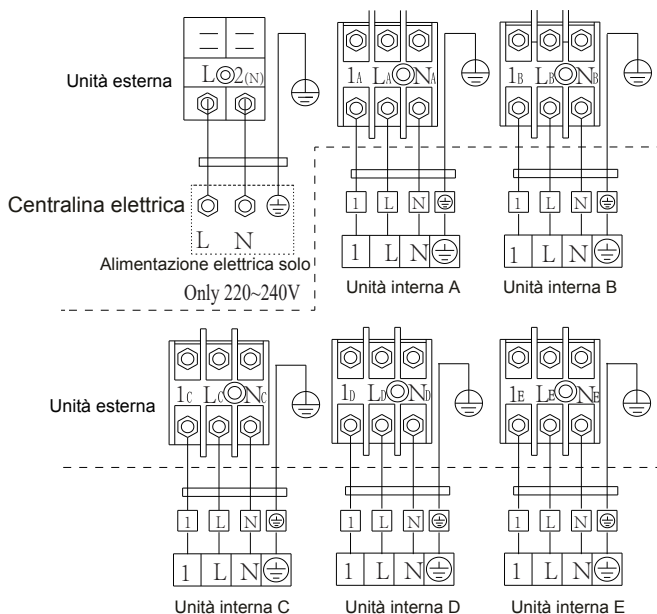 Unità esterna
L 2(N)
1A LA NA
1B LB NB
Centralina elettrica
L N
Alimentazione elettrica solo
Only 220~240V
1 L N
1 L N
Unità interna A
1 L N
1 L N
Unità interna B
Unità esterna
1C LC NC
1D LD ND
1E LE NE
1 L N
1 L N
Unità interna C
1 L N
1 L N
Unità interna D
1 L N
1 L N
Unità interna E